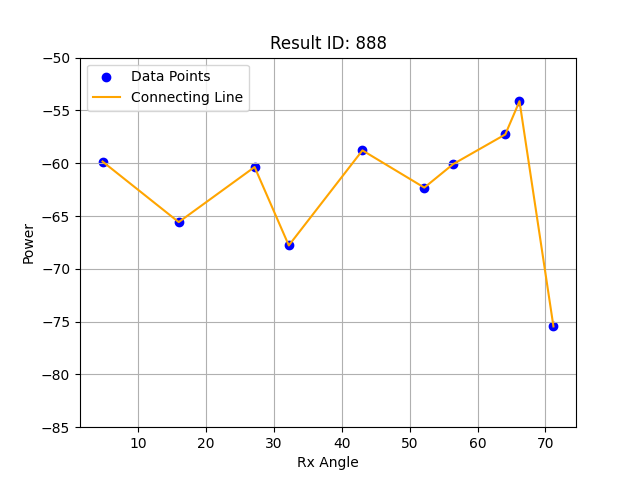 Result ID: 888
Data Points
Connecting Line
−50
−55
−60
−65
−70
−75
−80
−85
Power
10 20 30 40 50 60 70
Rx Angle